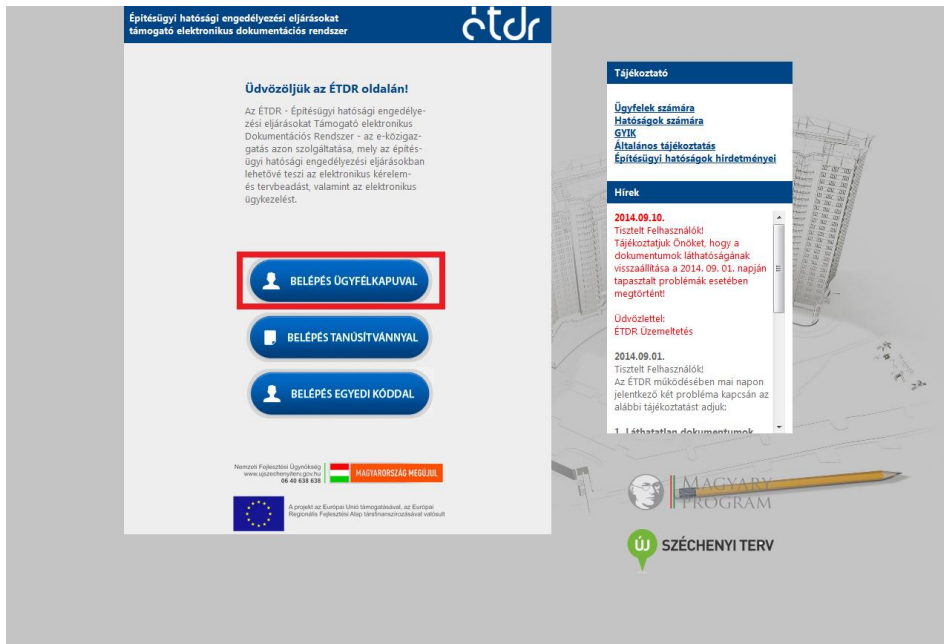 Építésügyi hatósági engedélyezési eljárásokat
támogató elektronikus dokumentációs rendszer
étdr
Üdvözöljük az ÉTDR oldalán!
Az ÉTDR - Építésügyi hatósági engedélye-
zési eljárásokat Támogató elektronikus
Dokumentációs Rendszer - az e-közigaz-
gatás azon szolgáltatása, mely az építés-
ügyi hatósági engedélyezési eljárásokban
lehetővé teszi az elektronikus kérelem-
és tervbeadást, valamint az elektronikus
ügykezelést.
BELÉPÉS ÜGYFÉLKAPUVAL
BELÉPÉS TANÚSÍTVÁNNYAL
BELÉPÉS EGYEDI KÓDDAL
Nemzeti Fejlesztési Ügynökség
www.ujszechenyiterv.gov.hu
06 40 638 638
MAGYARORSZÁG MEGÚJUL
A projekt az Európai Unió támogatásával, az Európai
Regionális Fejlesztési Alap társfinanszírozásával valósult
Tájékoztató
Ügyfelek számára
Hatóságok számára
GYIK
Általános tájékoztatás
Építésügyi hatóságok hirdetményei
Hírek
2014.09.10.
Tisztelt Felhasználók!
Tájékoztatjuk Önöket, hogy a
dokumentumok láthatóságának
visszaállítása a 2014. 09. 01. napján
tapasztalt problémák esetében
megtörtént!
Üdvözlettel:
ÉTDR Üzemeltetés
2014.09.01.
Tisztelt Felhasználók!
Az ÉTDR működésében mai napon
jelentkező két probléma kapcsán az
alábbi tájékoztatást adjuk:
1. Láthatatlan dokumentumok
MAGYARY
PROGRAM
ÚJ SZÉCHENYI TERV